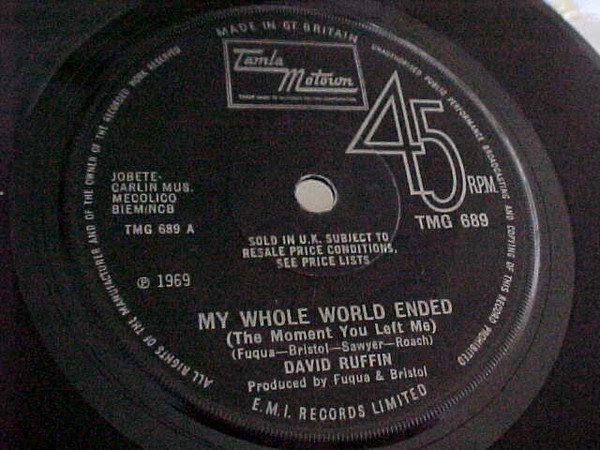 MADE IN GT. BRITAIN
Tamla
Motown
45
RPM.
TMG 689
JOBETE-
CARLIN MUS.
MECOLICO
BIEM/NCB
TMG 689 A
SOLD IN U.K. SUBJECT TO
RESALE PRICE CONDITIONS,
SEE PRICE LISTS
℗ 1969
MY WHOLE WORLD ENDED
(The Moment You Left Me)
(Fuqua—Bristol—Sawyer—Roach)
DAVID RUFFIN
Produced by Fuqua & Bristol
E.M.I. RECORDS LIMITED
ALL RIGHTS OF THE MANUFACTURER AND OF THE OWNER OF THE RECORDED WORK RESERVED
UNAUTHORISED PUBLIC PERFORMANCE BROADCASTING AND COPYING OF THIS RECORD PROHIBITED